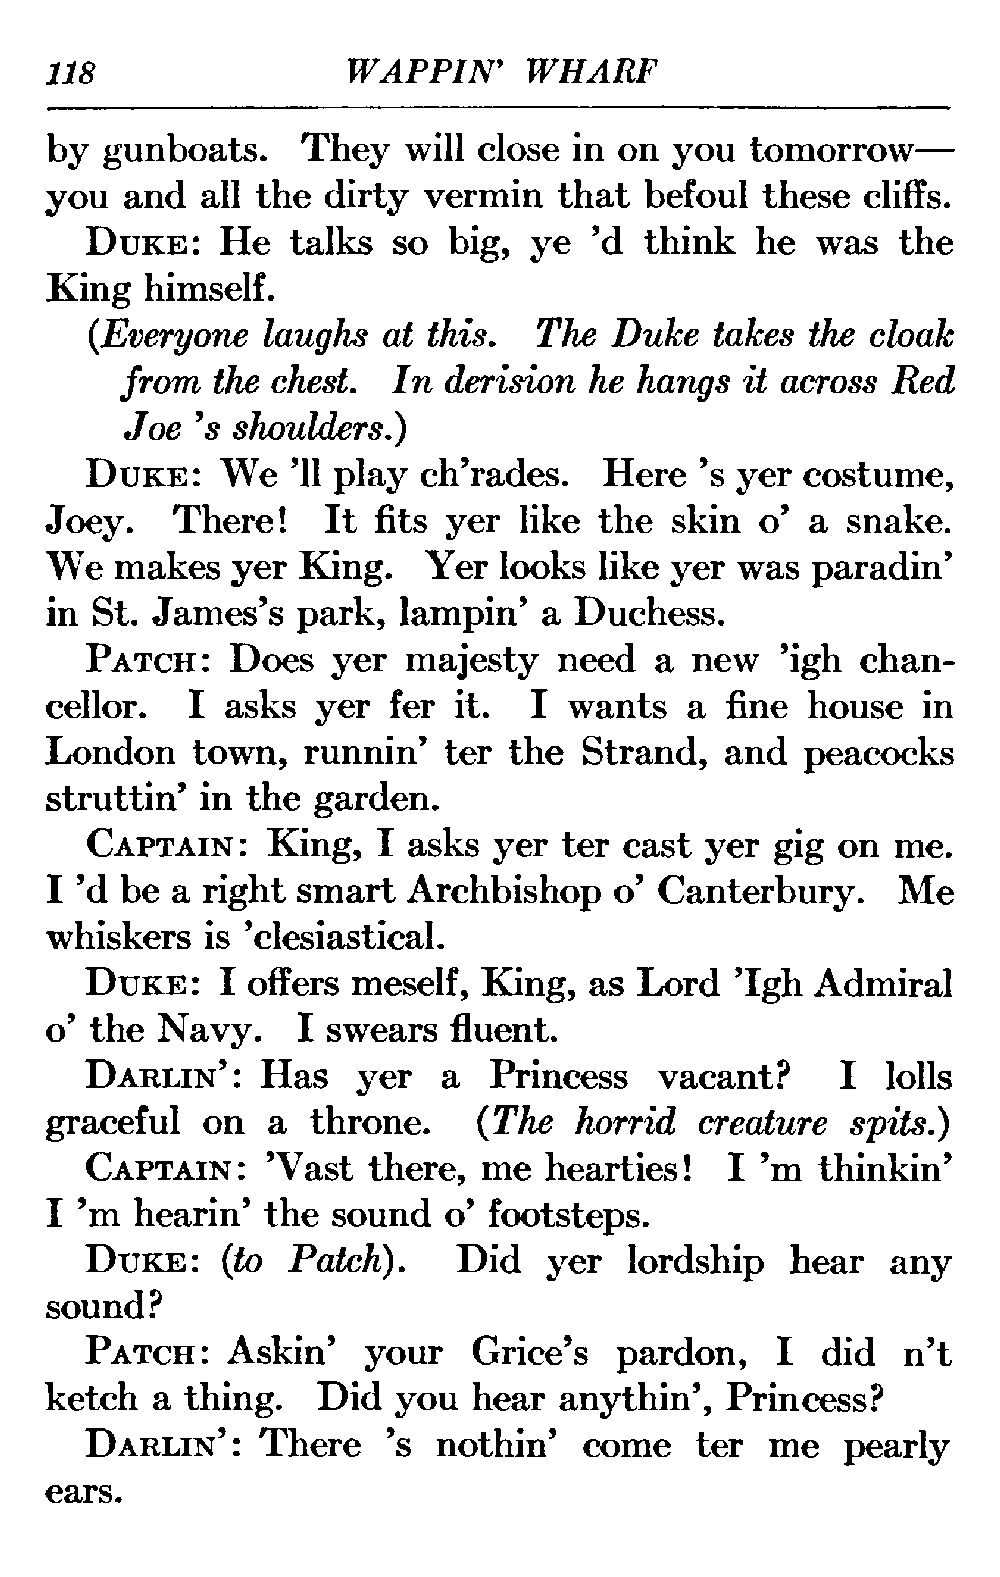 118 WAPPIN' WHARF
by gunboats. They will close in on you tomorrow—
you and all the dirty vermin that befoul these cliffs.
DUKE: He talks so big, ye 'd think he was the
King himself.
(Everyone laughs at this. The Duke takes the cloak
from the chest. In derision he hangs it across Red
Joe 's shoulders.)
DUKE: We 'll play ch'rades. Here 's yer costume,
Joey. There! It fits yer like the skin o' a snake.
We makes yer King. Yer looks like yer was paradin'
in St. James's park, lampin' a Duchess.
PATCH: Does yer majesty need a new 'igh chan-
cellor. I asks yer fer it. I wants a fine house in
London town, runnin' ter the Strand, and peacocks
struttin' in the garden.
CAPTAIN: King, I asks yer ter cast yer gig on me.
I 'd be a right smart Archbishop o' Canterbury. Me
whiskers is 'clesiastical.
DUKE: I offers meself, King, as Lord 'Igh Admiral
o' the Navy. I swears fluent.
DARLIN': Has yer a Princess vacant? I lolls
graceful on a throne. (The horrid creature spits.)
CAPTAIN: 'Vast there, me hearties! I 'm thinkin'
I 'm hearin' the sound o' footsteps.
DUKE: (to Patch). Did yer lordship hear any
sound?
PATCH: Askin' your Grice's pardon, I did n't
ketch a thing. Did you hear anythin', Princess?
DARLIN': There 's nothin' come ter me pearly
ears.